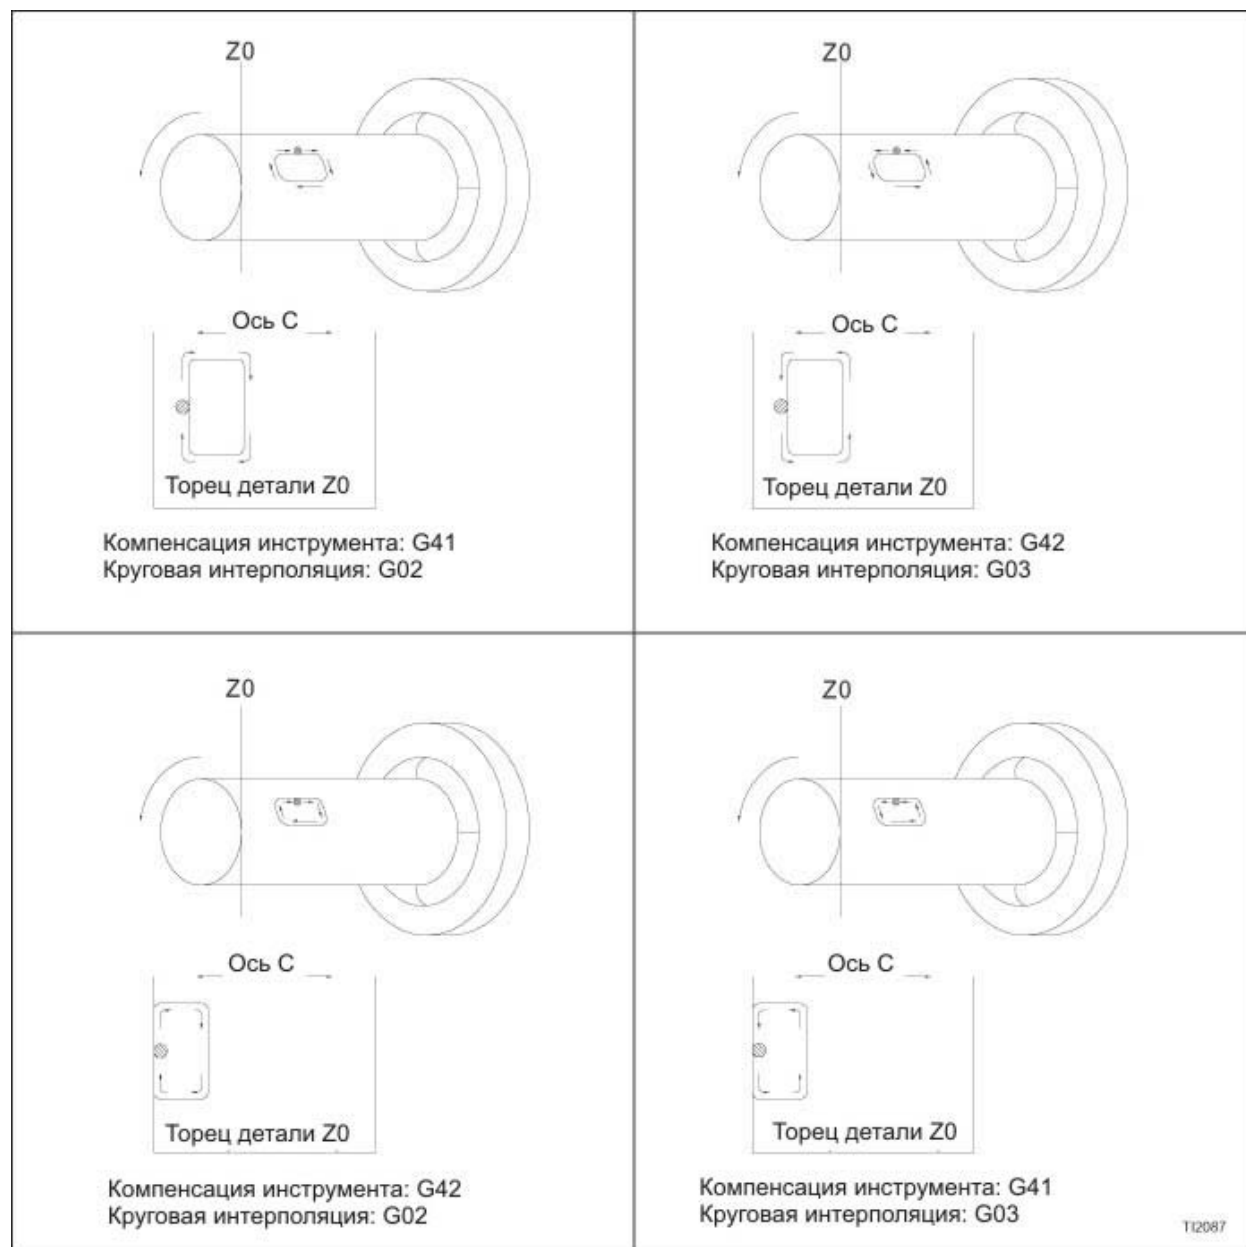 Z0
Ось C
Торец детали Z0
Компенсация инструмента: G41
Круговая интерполяция: G02
Z0
Ось C
Торец детали Z0
Компенсация инструмента: G42
Круговая интерполяция: G03
Z0
Ось C
Торец детали Z0
Компенсация инструмента: G42
Круговая интерполяция: G02
Z0
Ось C
Торец детали Z0
Компенсация инструмента: G41
Круговая интерполяция: G03
TI2087